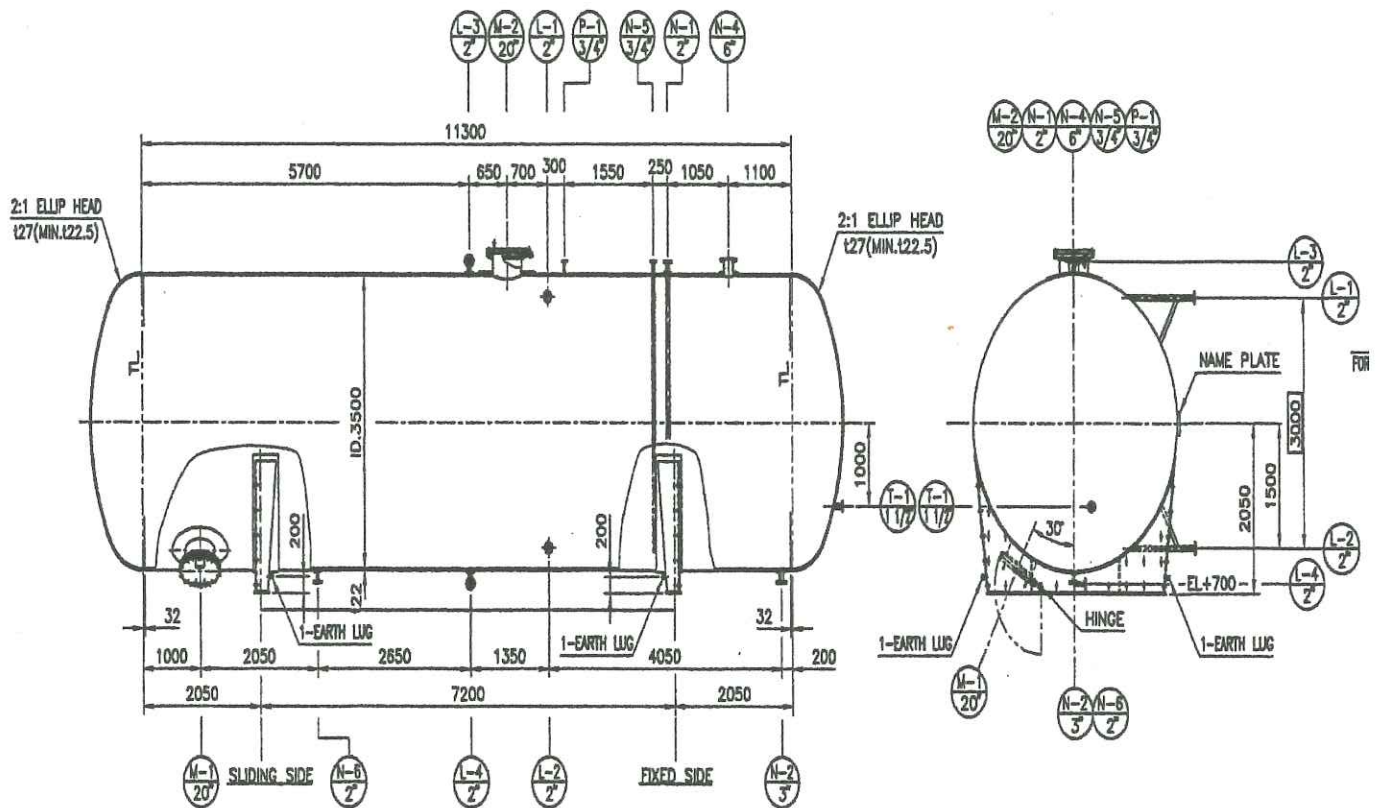 L-3 M-2 L-1 P-1 N-5 N-1 N-4
2" 20" 2" 3/4" 3/4" 2" 6"
11300
5700 650 700 300 1550 250 1050 1100
2:1 ELLIP HEAD
t27(MIN.t22.5)
2:1 ELLIP HEAD
t27(MIN.t22.5)
TL
ID.3500
TL
1000
T-1 T-1
1 1/2" 1 1/2"
200
200
22
32
1-EARTH LUG
1-EARTH LUG
32
1000 2050 2650 1350 4050 200
2050 7200 2050
M-1 SLIDING SIDE N-6 L-4 L-2 FIXED SIDE N-2
20" 2" 2" 2" 3"
M-2 N-1 N-4 N-5 P-1
20" 2" 6" 3/4" 3/4"
L-3
2"
L-1
2"
NAME PLATE
FOR
3000
1500
2050
30°
L-2
2"
EL+700
L-4
2"
HINGE
1-EARTH LUG
1-EARTH LUG
M-1
20"
N-2 N-6
3" 2"